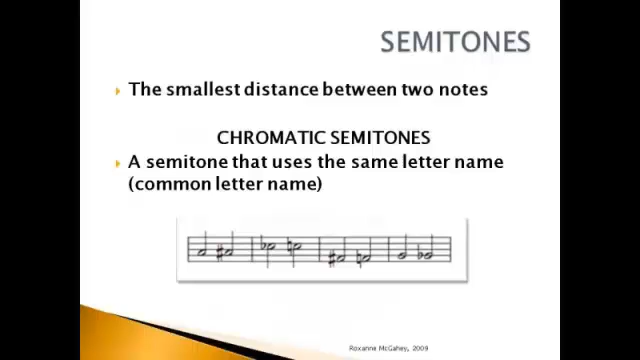 SEMITONES
The smallest distance between two notes
CHROMATIC SEMITONES
A semitone that uses the same letter name
(common letter name)
Roxanne McGahey, 2009